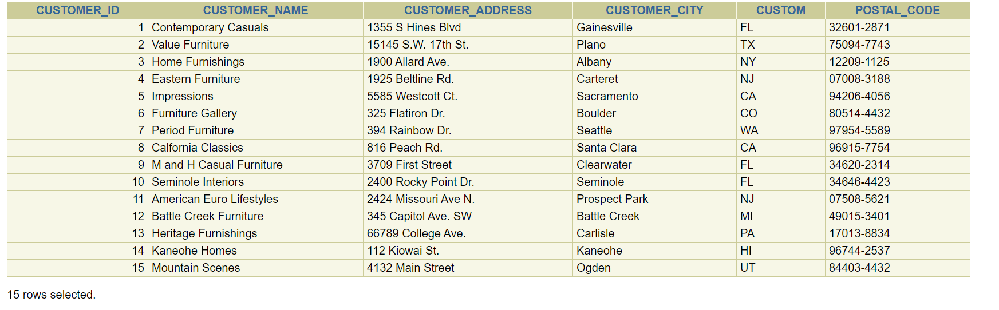 CUSTOMER_ID CUSTOMER_NAME CUSTOMER_ADDRESS CUSTOMER_CITY CUSTOM POSTAL_CODE
1 Contemporary Casuals 1355 S Hines Blvd Gainesville FL 32601-2871
2 Value Furniture 15145 S.W. 17th St. Plano TX 75094-7743
3 Home Furnishings 1900 Allard Ave. Albany NY 12209-1125
4 Eastern Furniture 1925 Beltline Rd. Carteret NJ 07008-3188
5 Impressions 5585 Westcott Ct. Sacramento CA 94206-4056
6 Furniture Gallery 325 Flatiron Dr. Boulder CO 80514-4432
7 Period Furniture 394 Rainbow Dr. Seattle WA 97954-5589
8 Calfornia Classics 816 Peach Rd. Santa Clara CA 96915-7754
9 M and H Casual Furniture 3709 First Street Clearwater FL 34620-2314
10 Seminole Interiors 2400 Rocky Point Dr. Seminole FL 34646-4423
11 American Euro Lifestyles 2424 Missouri Ave N. Prospect Park NJ 07508-5621
12 Battle Creek Furniture 345 Capitol Ave. SW Battle Creek MI 49015-3401
13 Heritage Furnishings 66789 College Ave. Carlisle PA 17013-8834
14 Kaneohe Homes 112 Kiowai St. Kaneohe HI 96744-2537
15 Mountain Scenes 4132 Main Street Ogden UT 84403-4432
15 rows selected.